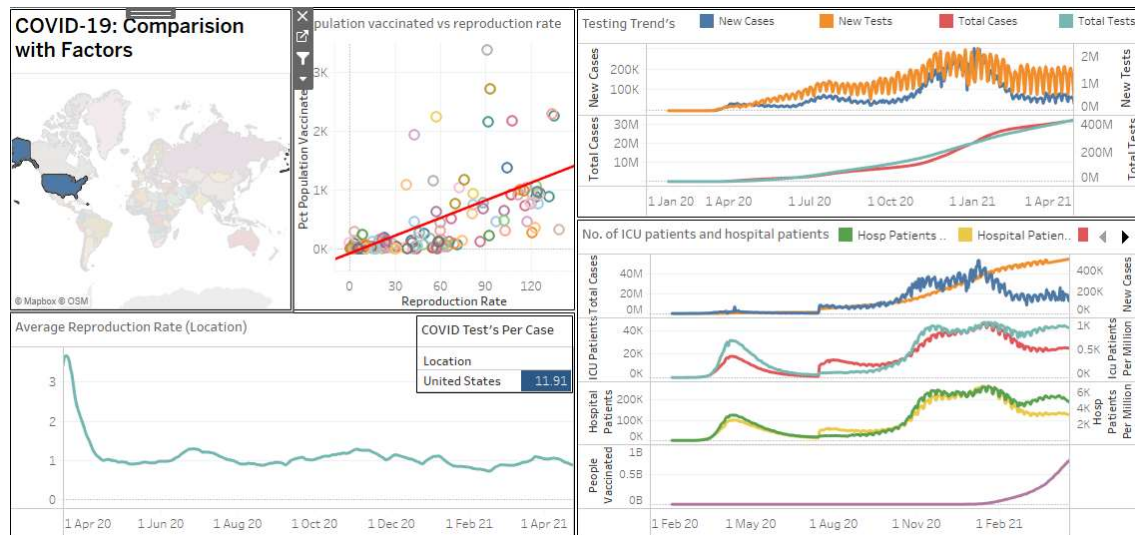 COVID-19: Comparision
with Factors
© Mapbox © OSM
opulation vaccinated vs reproduction rate
Pct Population Vaccinate
3K
2K
1K
0K
0 30 60 90 120
Reproduction Rate
Testing Trend's
New Cases
New Tests
Total Cases
Total Tests
New Cases
200K
100K
2M
1M
0M
New Tests
Total Cases
30M
20M
10M
400M
200M
0M
Total Tests
1 Jan 20 1 Apr 20 1 Jul 20 1 Oct 20 1 Jan 21 1 Apr 21
Average Reproduction Rate (Location)
3
2
1
0
1 Apr 20 1 Jun 20 1 Aug 20 1 Oct 20 1 Dec 20 1 Feb 21 1 Apr 21
COVID Test's Per Case
Location
United States 11.91
No. of ICU patients and hospital patients
Hosp Patients ..
Hospital Patien..
Total Cases
40M
20M
0M
400K
200K
0K
New Cases
ICU Patients
40K
20K
0K
1K
0.5K
0K
Icu Patients
Per Million
Hospital
Patients
200K
100K
0K
6K
4K
2K
Hosp
Patients
Per Million
People
Vaccinated
1B
0.5B
0B
1 Feb 20 1 May 20 1 Aug 20 1 Nov 20 1 Feb 21